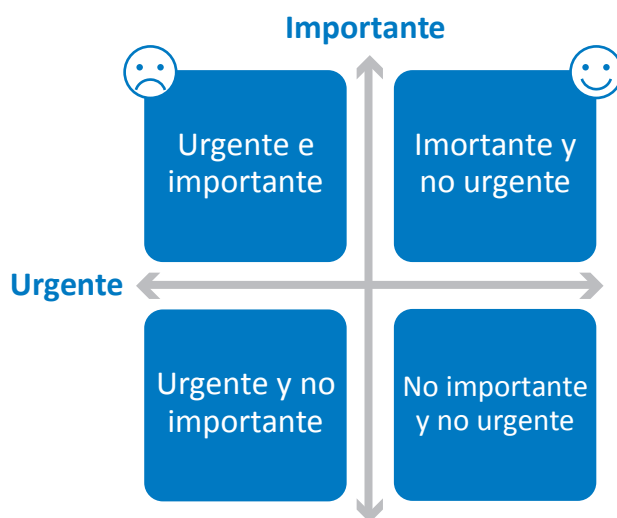 Importante
Urgente e
importante
Imortante y
no urgente
Urgente
Urgente y no
importante
No importante
y no urgente